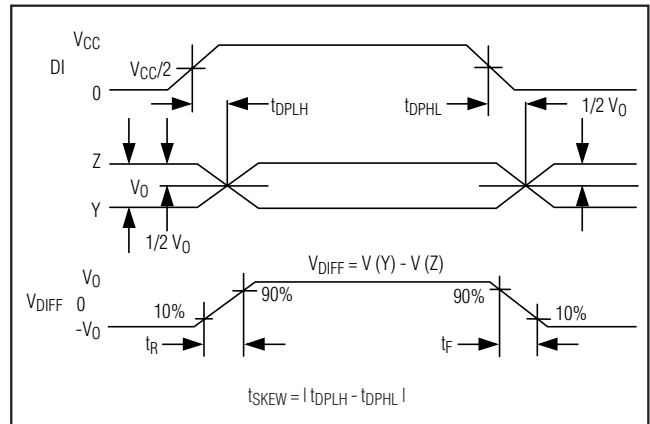 VCC
DI
VCC/2
0
tDPLH
tDPHL
1/2 VO
Z
VO
Y
1/2 VO
VDIFF = V (Y) - V (Z)
VO
VDIFF 0
-VO
10%
90%
90%
10%
tR
tF
tSKEW = | tDPLH - tDPHL |